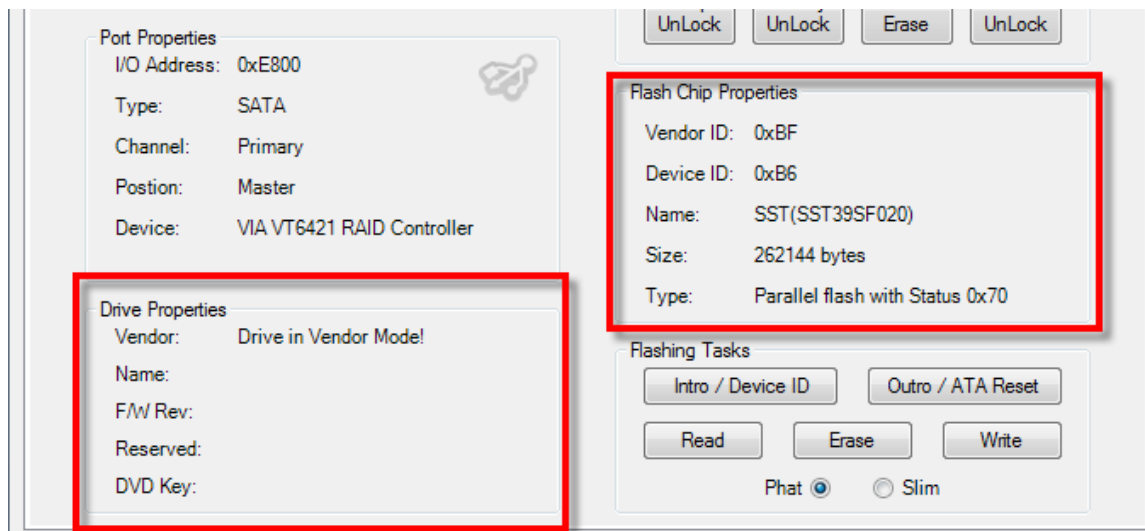 UnLock UnLock Erase UnLock
Port Properties
I/O Address: 0xE800
Type: SATA
Channel: Primary
Postion: Master
Device: VIA VT6421 RAID Controller
Flash Chip Properties
Vendor ID: 0xBF
Device ID: 0xB6
Name: SST(SST39SF020)
Size: 262144 bytes
Type: Parallel flash with Status 0x70
Drive Properties
Vendor: Drive in Vendor Mode!
Name:
F/W Rev:
Reserved:
DVD Key:
Flashing Tasks
Intro / Device ID Outro / ATA Reset
Read Erase Write
Phat Slim